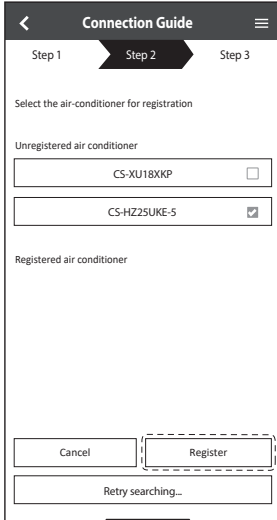 Connection Guide
Step 1 Step 2 Step 3
Select the air-conditioner for registration
Unregistered air conditioner
CS-XU18XKP
CS-HZ25UKE-5
Registered air conditioner
Cancel Register
Retry searching...